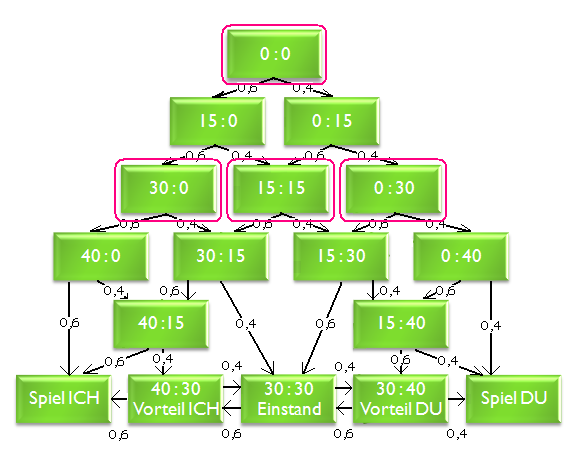 0 : 0
0,6 0,4
15 : 0 0 : 15
0,6 0,4 0,6 0,4
30 : 0 15 : 15 0 : 30
0,6 0,4 0,6 0,4 0,6 0,4
40 : 0 30 : 15 15 : 30 0 : 40
0,4 0,6 0,4 0,6
40 : 15 15 : 40
0,6 0,4 0,6 0,4
0,6 0,4 0,6 0,4
0,4 0,4
Spiel ICH
40 : 30
Vorteil ICH
30 : 30
Einstand
30 : 40
Vorteil DU
Spiel DU
0,6 0,6 0,6 0,4